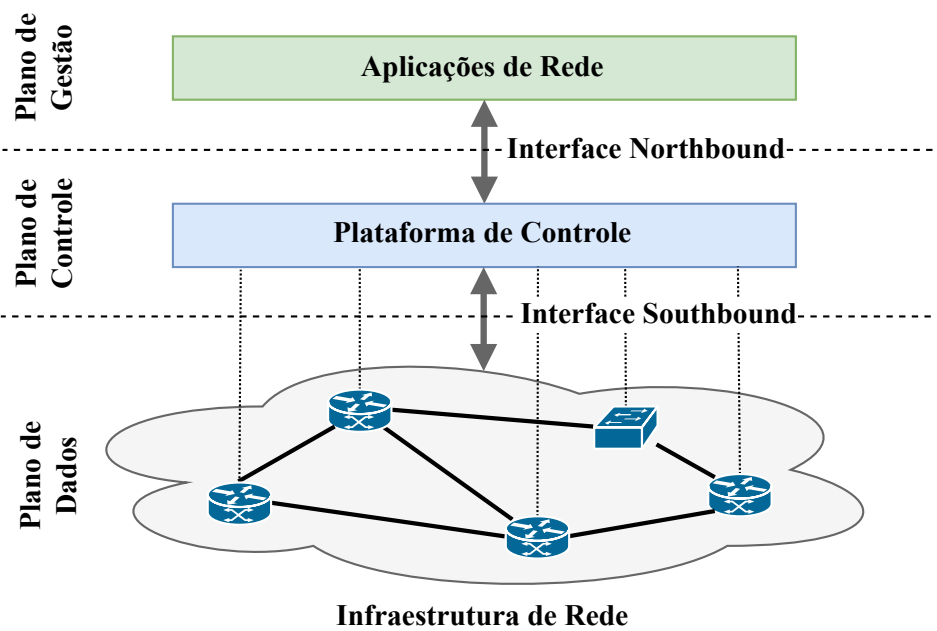 Plano de
Gestão
Aplicações de Rede
Interface Northbound
Plano de
Controle
Plataforma de Controle
Interface Southbound
Plano de
Dados
Infraestrutura de Rede